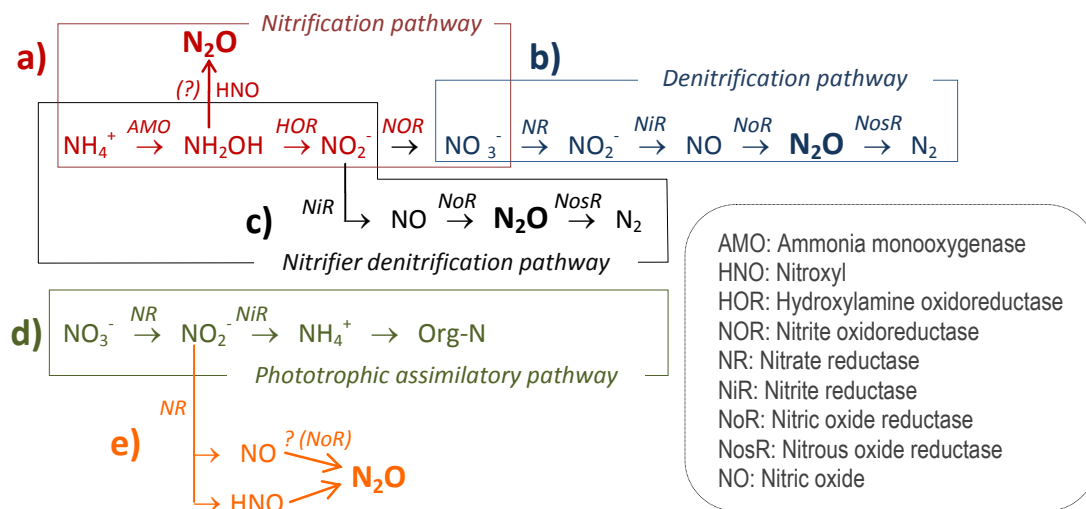 Nitrification pathway
a)
N₂O
b)
Denitrification pathway
(?) HNO
NH₄⁺ AMO → NH₂OH HOR → NO₂⁻ NOR → NO₃⁻ NR → NO₂⁻ NiR → NO NoR → N₂O NosR → N₂
c)
NiR → NO NoR → N₂O NosR → N₂
Nitrifier denitrification pathway
d)
NO₃⁻ NR → NO₂⁻ NiR → NH₄⁺ → Org-N
Phototrophic assimilatory pathway
NR
e)
NO ? (NoR)
N₂O
HNO
AMO: Ammonia monooxygenase
HNO: Nitroxyl
HOR: Hydroxylamine oxidoreductase
NOR: Nitrite oxidoreductase
NR: Nitrate reductase
NiR: Nitrite reductase
NoR: Nitric oxide reductase
NosR: Nitrous oxide reductase
NO: Nitric oxide